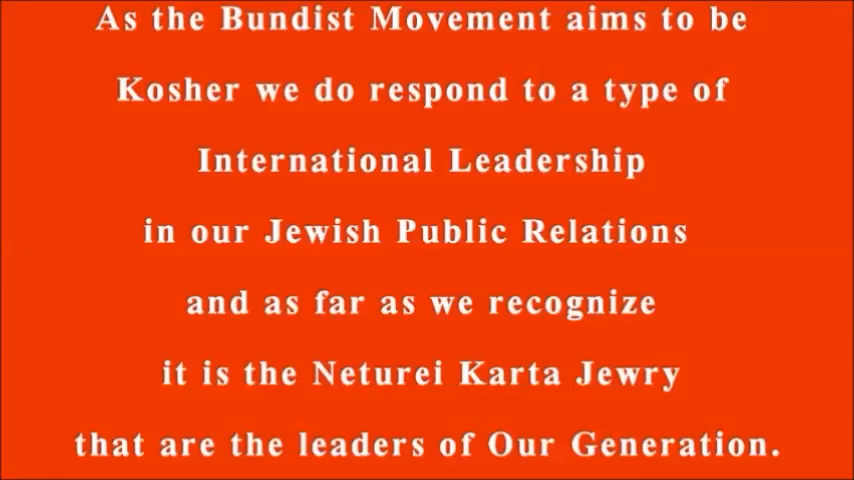 As the Bundist Movement aims to be
Kosher we do respond to a type of
International Leadership
in our Jewish Public Relations
and as far as we recognize
it is the Neturei Karta Jewry
that are the leaders of Our Generation.